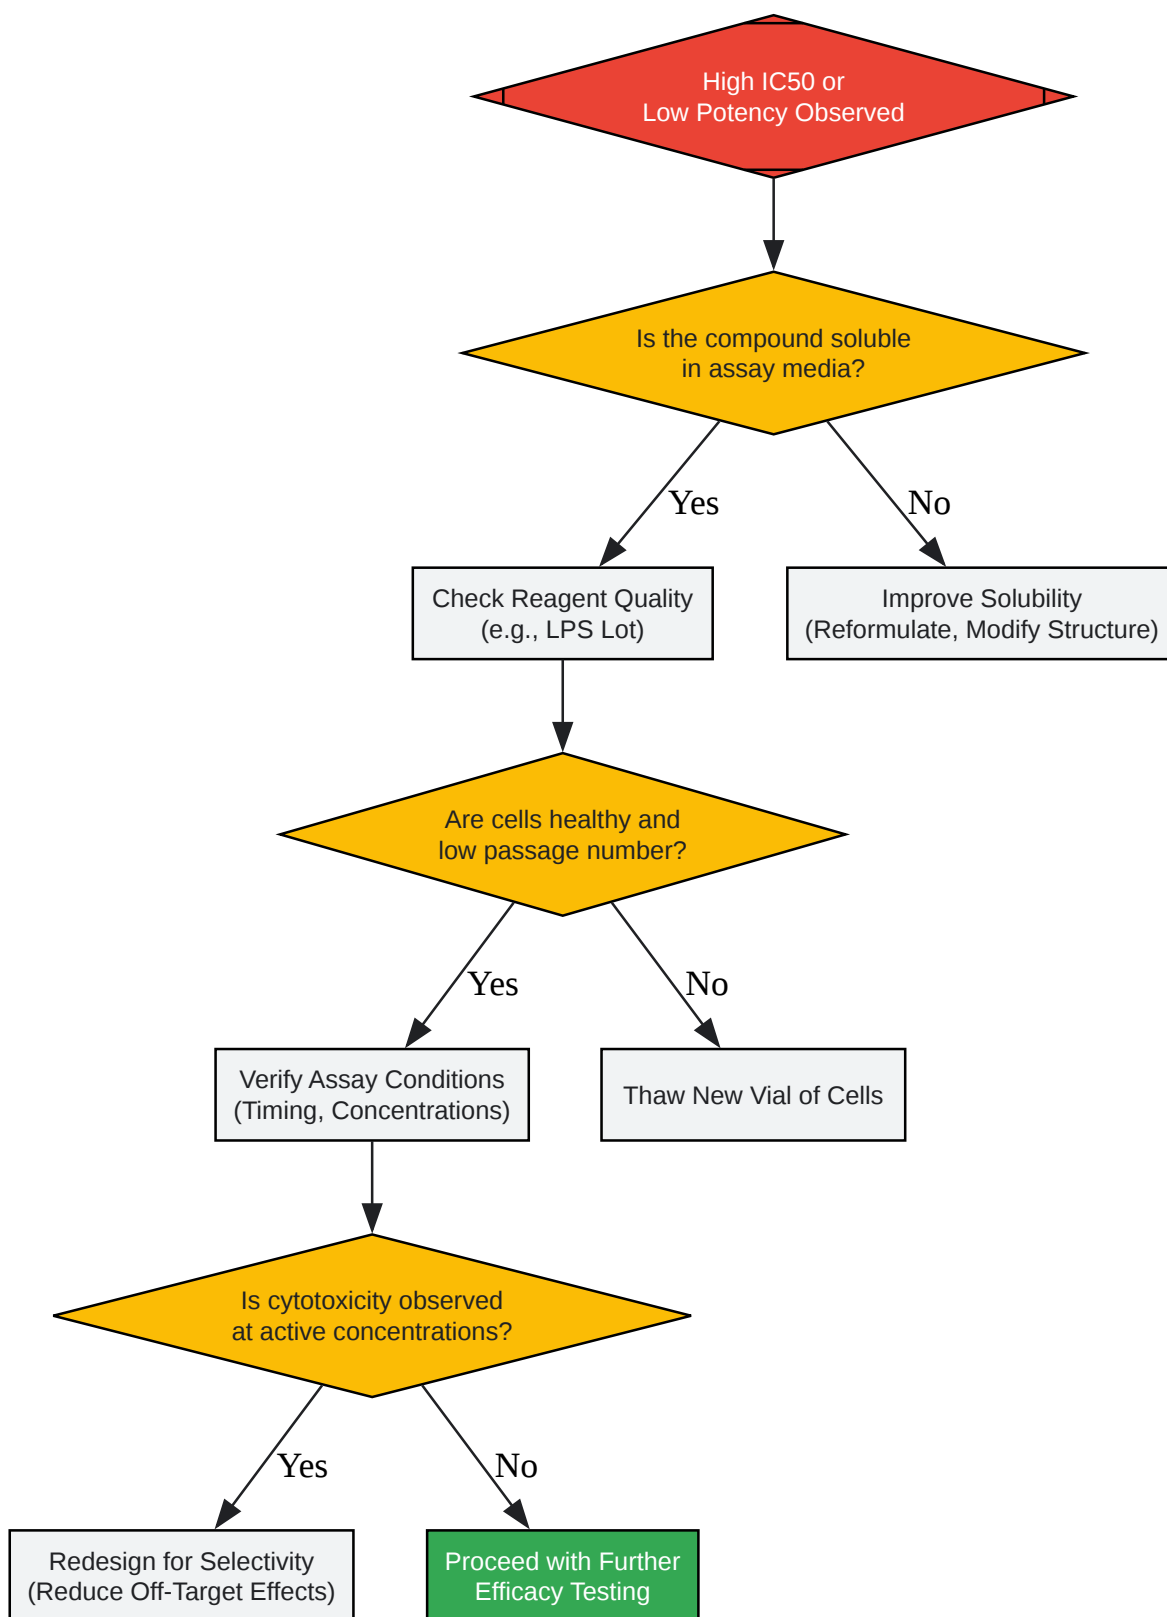 High IC50 or
Low Potency Observed
Is the compound soluble
in assay media?
Yes
No
Check Reagent Quality
(e.g., LPS Lot)
Improve Solubility
(Reformulate, Modify Structure)
Are cells healthy and
low passage number?
Yes
No
Verify Assay Conditions
(Timing, Concentrations)
Thaw New Vial of Cells
Is cytotoxicity observed
at active concentrations?
Yes
No
Redesign for Selectivity
(Reduce Off-Target Effects)
Proceed with Further
Efficacy Testing